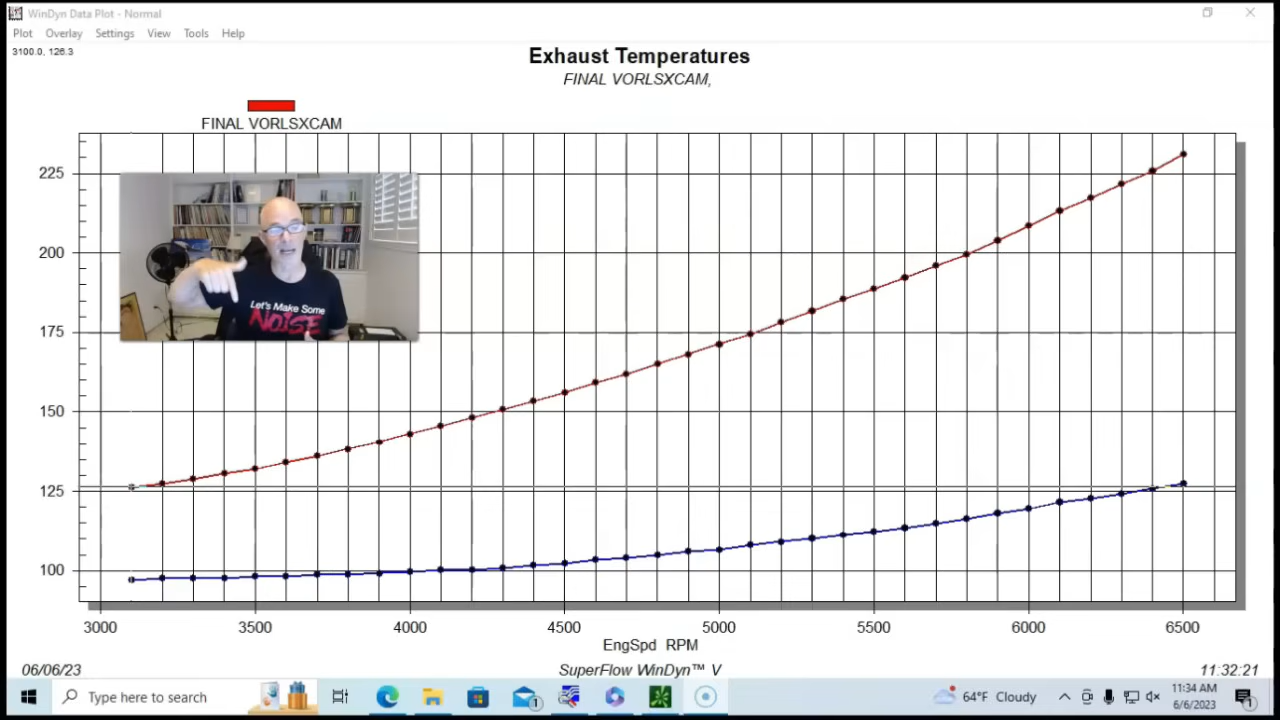 WinDyn Data Plot - Normal
Plot Overlay Settings View Tools Help
3100.0, 126.3
Exhaust Temperatures
FINAL VORLSXCAM,
FINAL VORLSXCAM
225
200
175
150
125
100
Let's Make Some
NOISE
3000 3500 4000 4500 5000 5500 6000 6500
EngSpd RPM
06/06/23 SuperFlow WinDyn™ V 11:32:21
Type here to search 1 64°F Cloudy 11:34 AM 1
6/6/2023